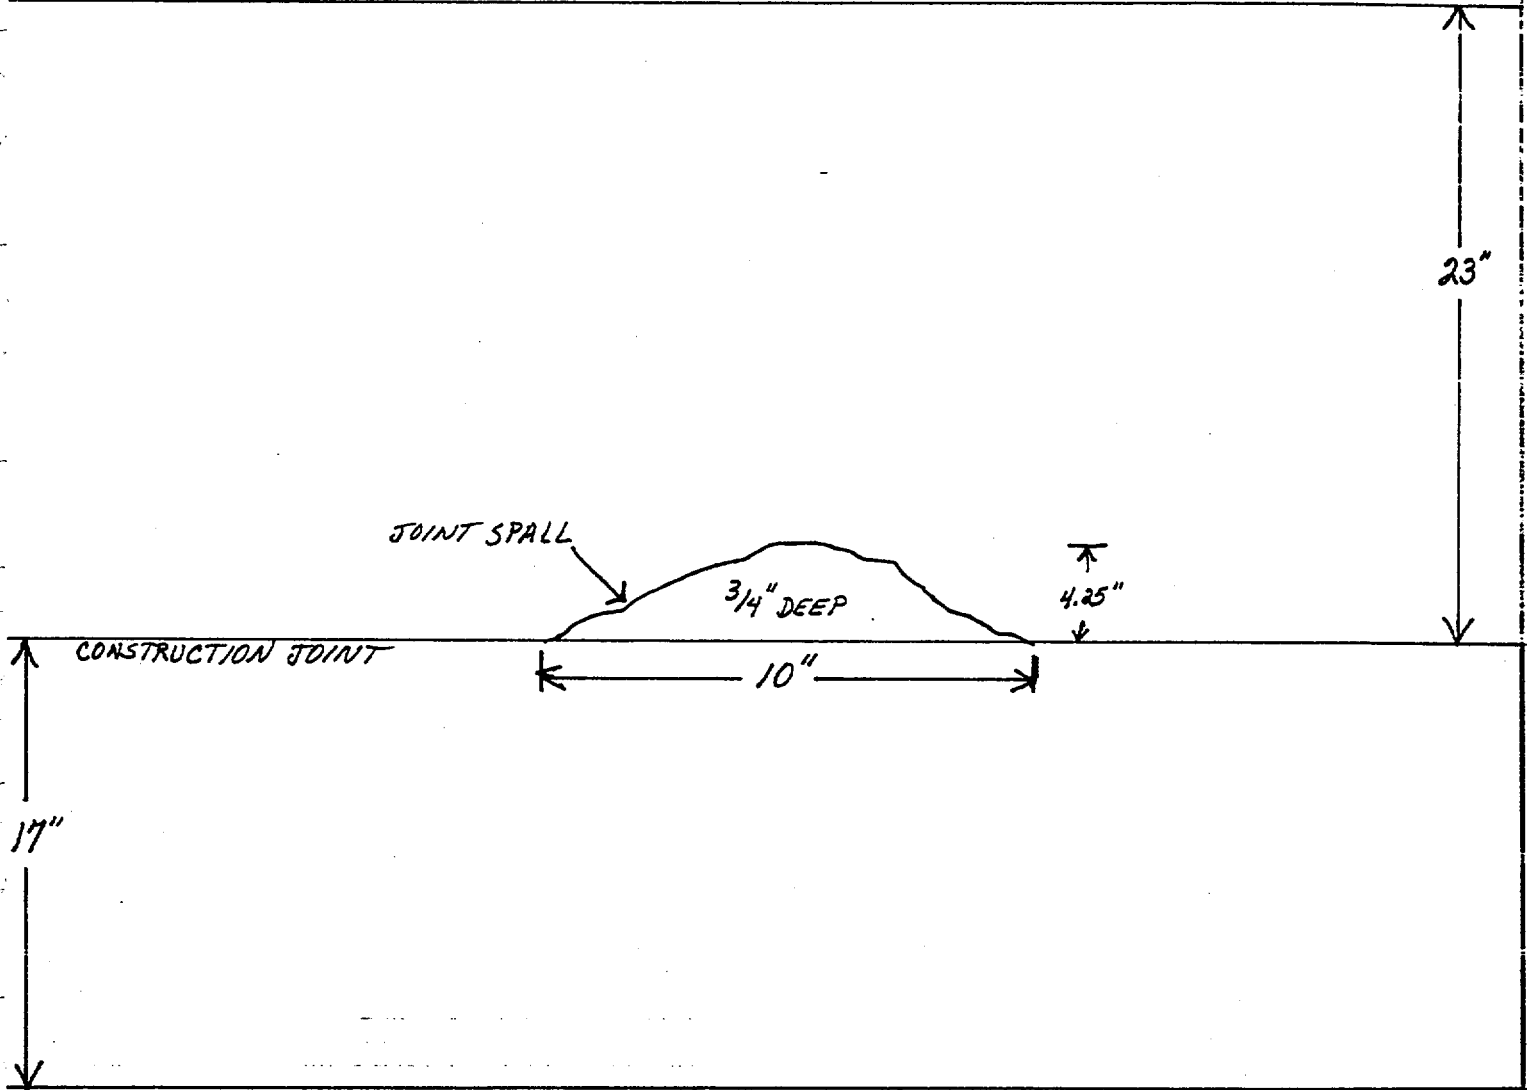 23"
JOINT SPALL
3/4" DEEP
4.25"
CONSTRUCTION JOINT
10"
17"